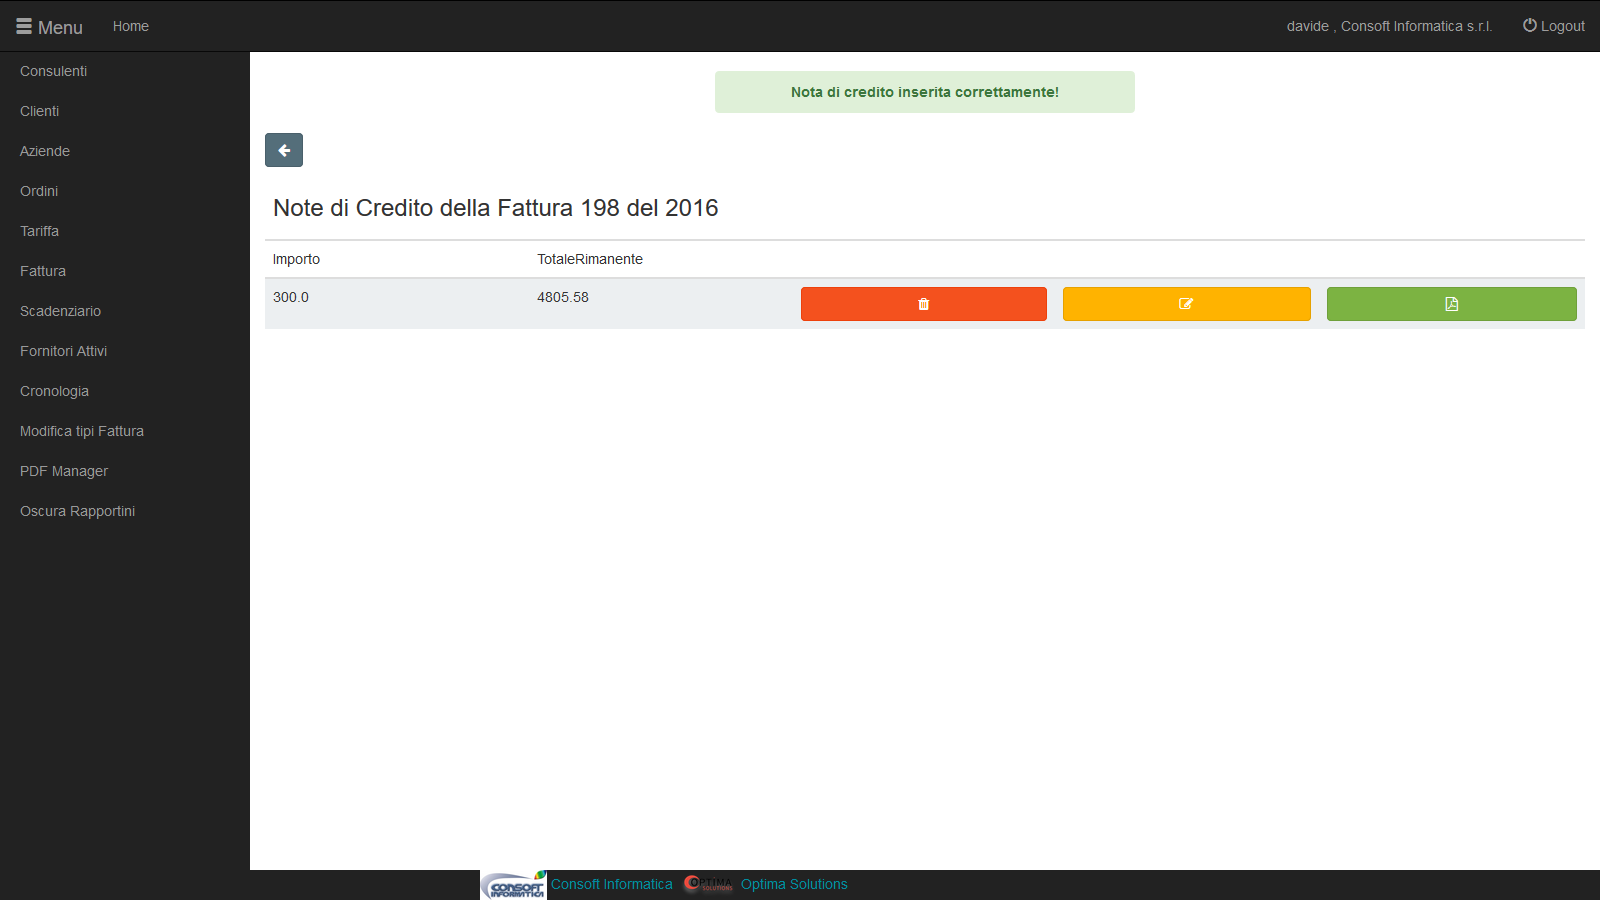 Menu
Home
davide , Consoft Informatica s.r.l.
Logout
Consulenti
Clienti
Aziende
Ordini
Tariffa
Fattura
Scadenziario
Fornitori Attivi
Cronologia
Modifica tipi Fattura
PDF Manager
Oscura Rapportini
Nota di credito inserita correttamente!
Note di Credito della Fattura 198 del 2016
Importo TotaleRimanente
300.0 4805.58
CONSOFT
INFORMATICA
Consoft Informatica
OPTIMA
SOLUTIONS
Optima Solutions